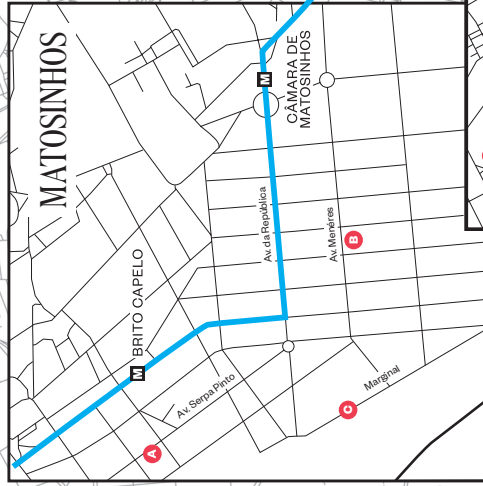 MATOSINHOS
M
CÂMARA DE
MATOSINHOS
Av. da República
Av. Menéres
B
M BRITO CAPELO
Av. Serpa Pinto
Marginal
A
C